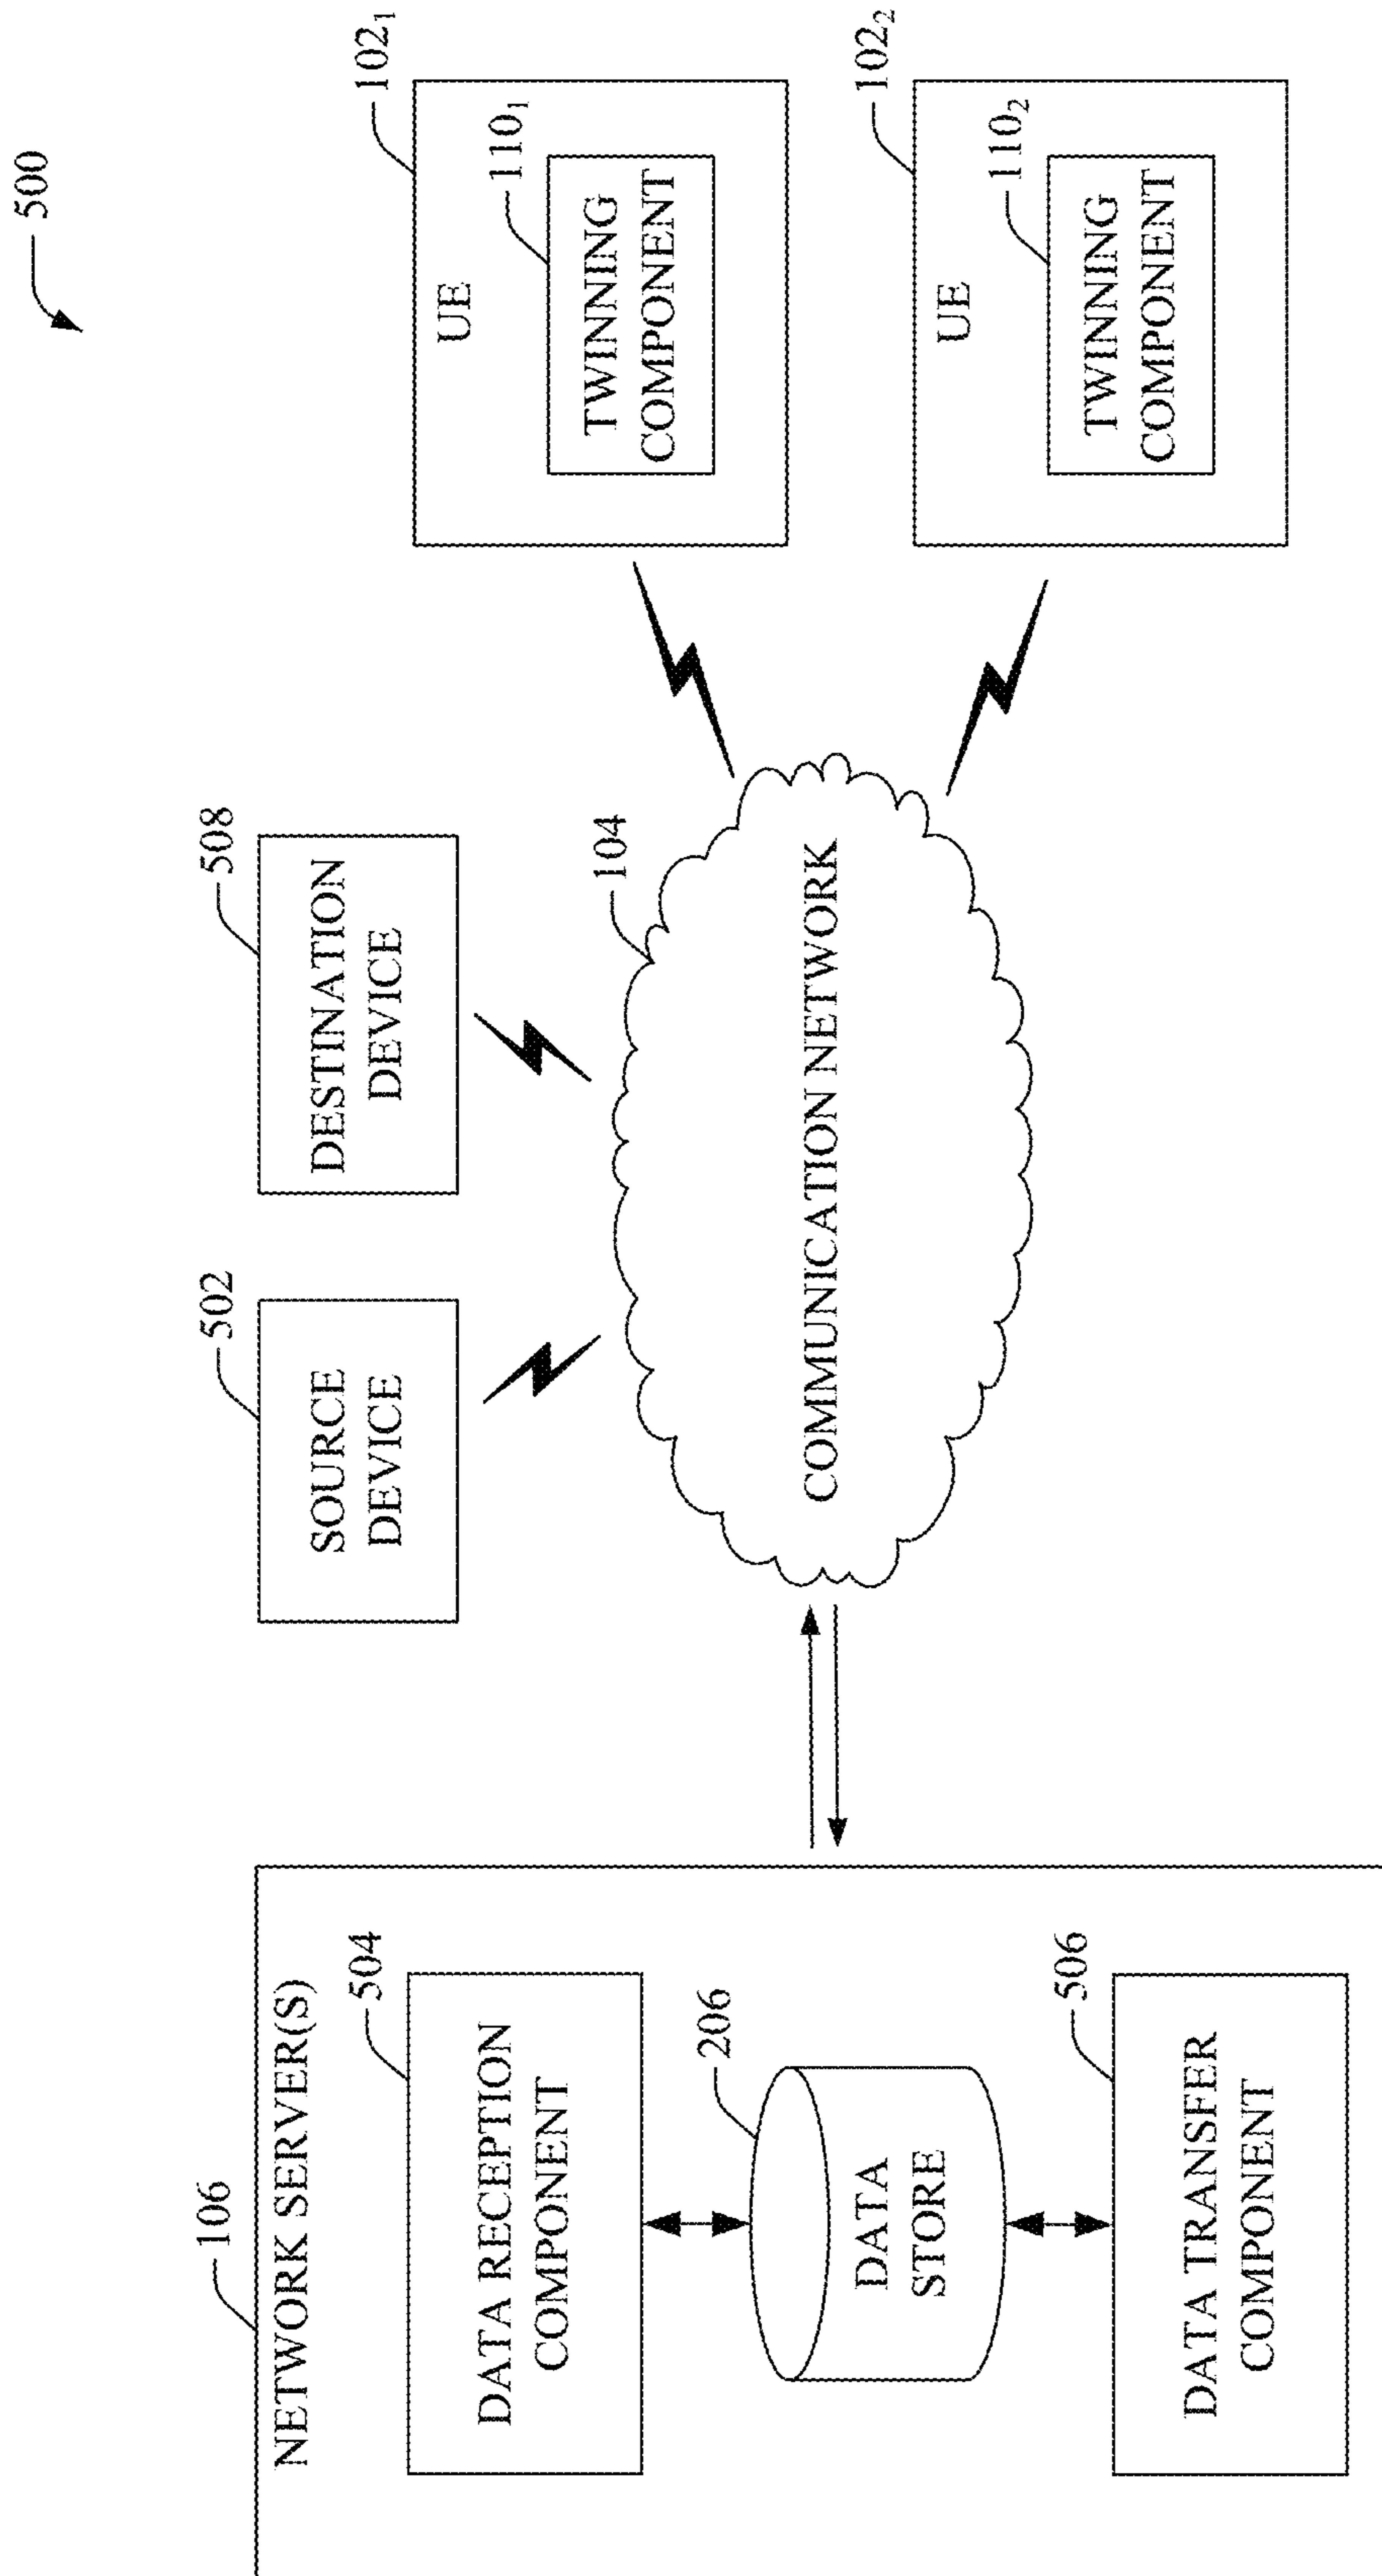 500
106
NETWORK SERVER(S)
504
DATA RECEPTION
COMPONENT
206
DATA
STORE
506
DATA TRANSFER
COMPONENT
502
SOURCE
DEVICE
508
DESTINATION
DEVICE
104
COMMUNICATION NETWORK
102₁
UE
110₁
TWINNING
COMPONENT
102₂
UE
110₂
TWINNING
COMPONENT